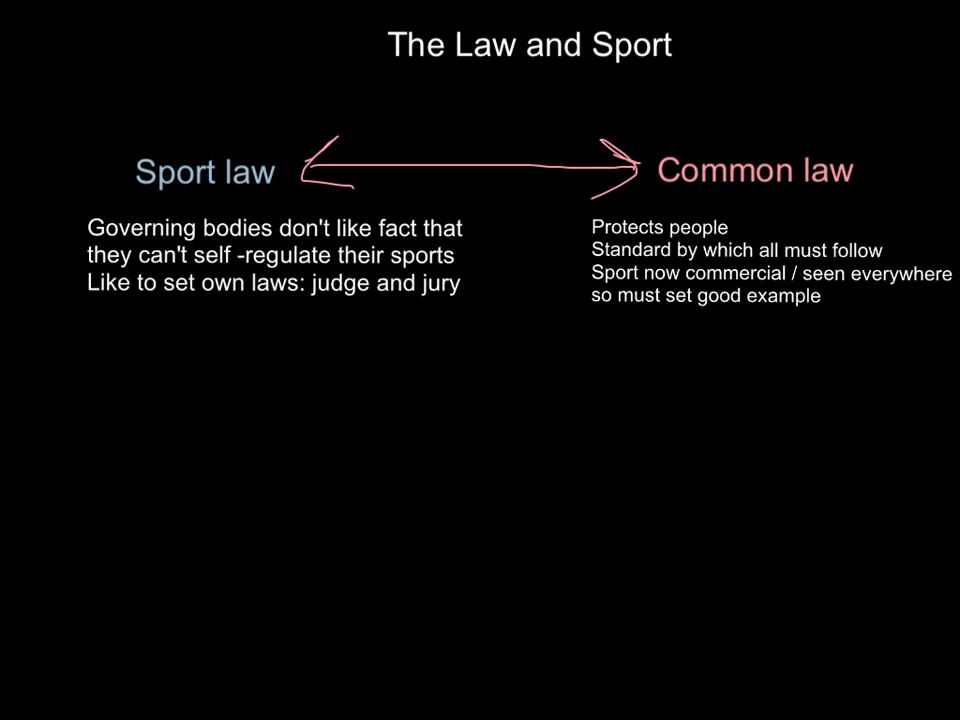 The Law and Sport
Sport law
Common law
Governing bodies don't like fact that
they can't self -regulate their sports
Like to set own laws: judge and jury
Protects people
Standard by which all must follow
Sport now commercial / seen everywhere
so must set good example